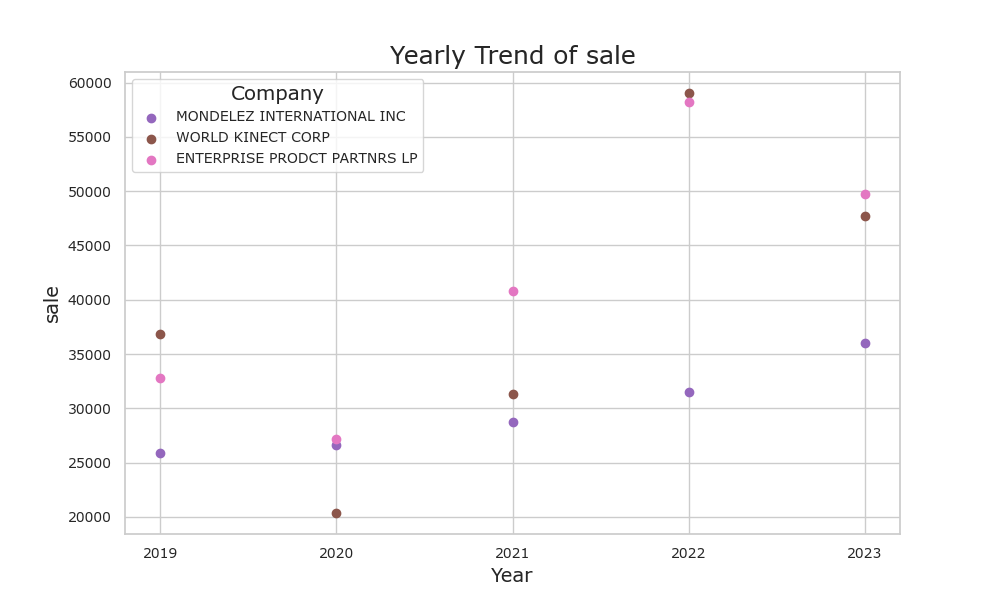 Yearly Trend of sale
Company
MONDELEZ INTERNATIONAL INC
WORLD KINECT CORP
ENTERPRISE PRODCT PARTNRS LP
60000
55000
50000
45000
40000
35000
30000
25000
20000
sale
2019 2020 2021 2022 2023
Year